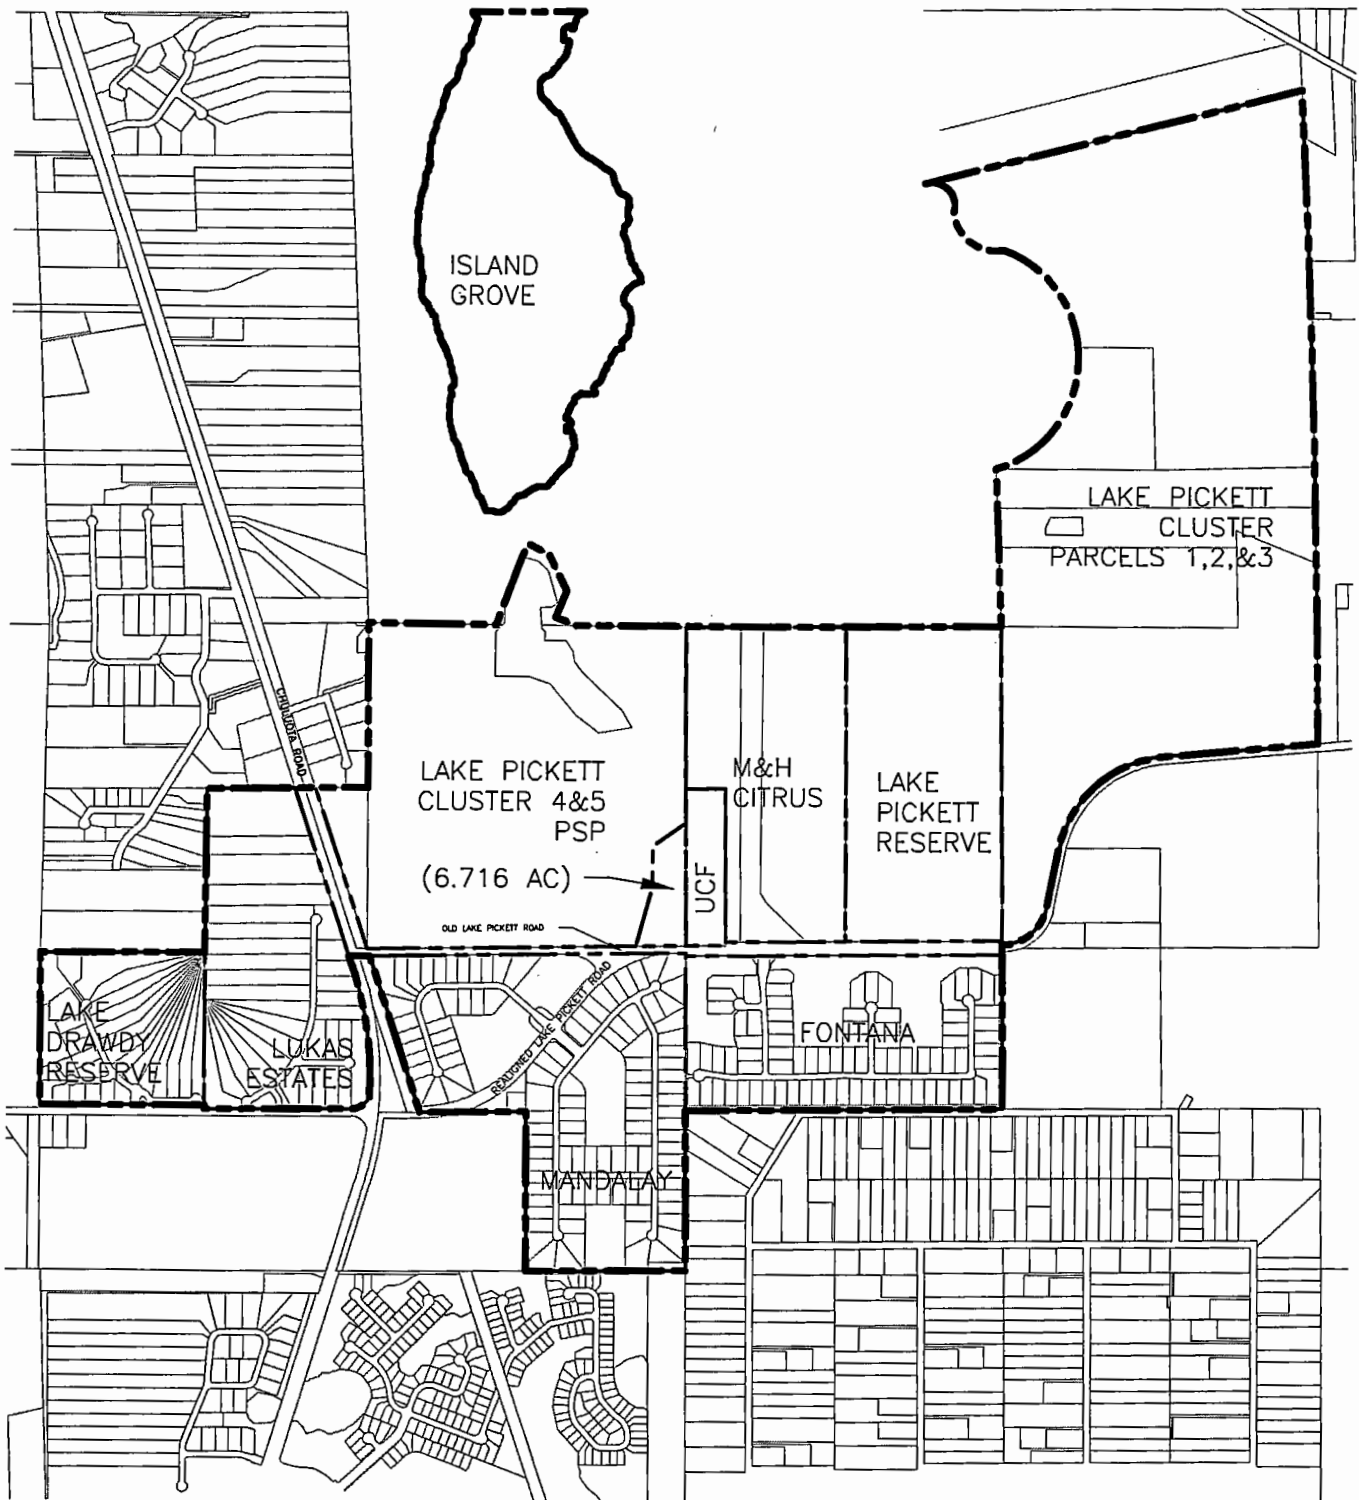 ISLAND
GROVE
LAKE PICKETT
CLUSTER
PARCELS 1,2,&3
CHULUOTA ROAD
LAKE PICKETT
CLUSTER 4&5
PSP
(6.716 AC)
M&H
CITRUS
LAKE
PICKETT
RESERVE
UCF
OLD LAKE PICKETT ROAD
REALIGNED LAKE PICKETT ROAD
LAKE
DRAWDY
RESERVE
LUKAS
ESTATES
FONTANA
MANDALAY